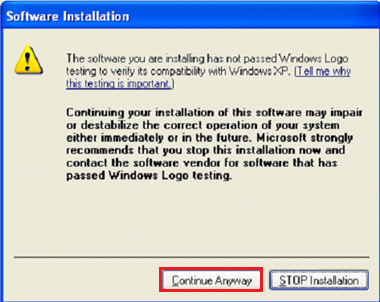 Software Installation
The software you are installing has not passed Windows Logo
testing to verify its compatibility with Windows XP. (Tell me why
this testing is important.)
Continuing your installation of this software may impair
or destabilize the correct operation of your system
either immediately or in the future. Microsoft strongly
recommends that you stop this installation now and
contact the software vendor for software that has
passed Windows Logo testing.
Continue Anyway
STOP Installation